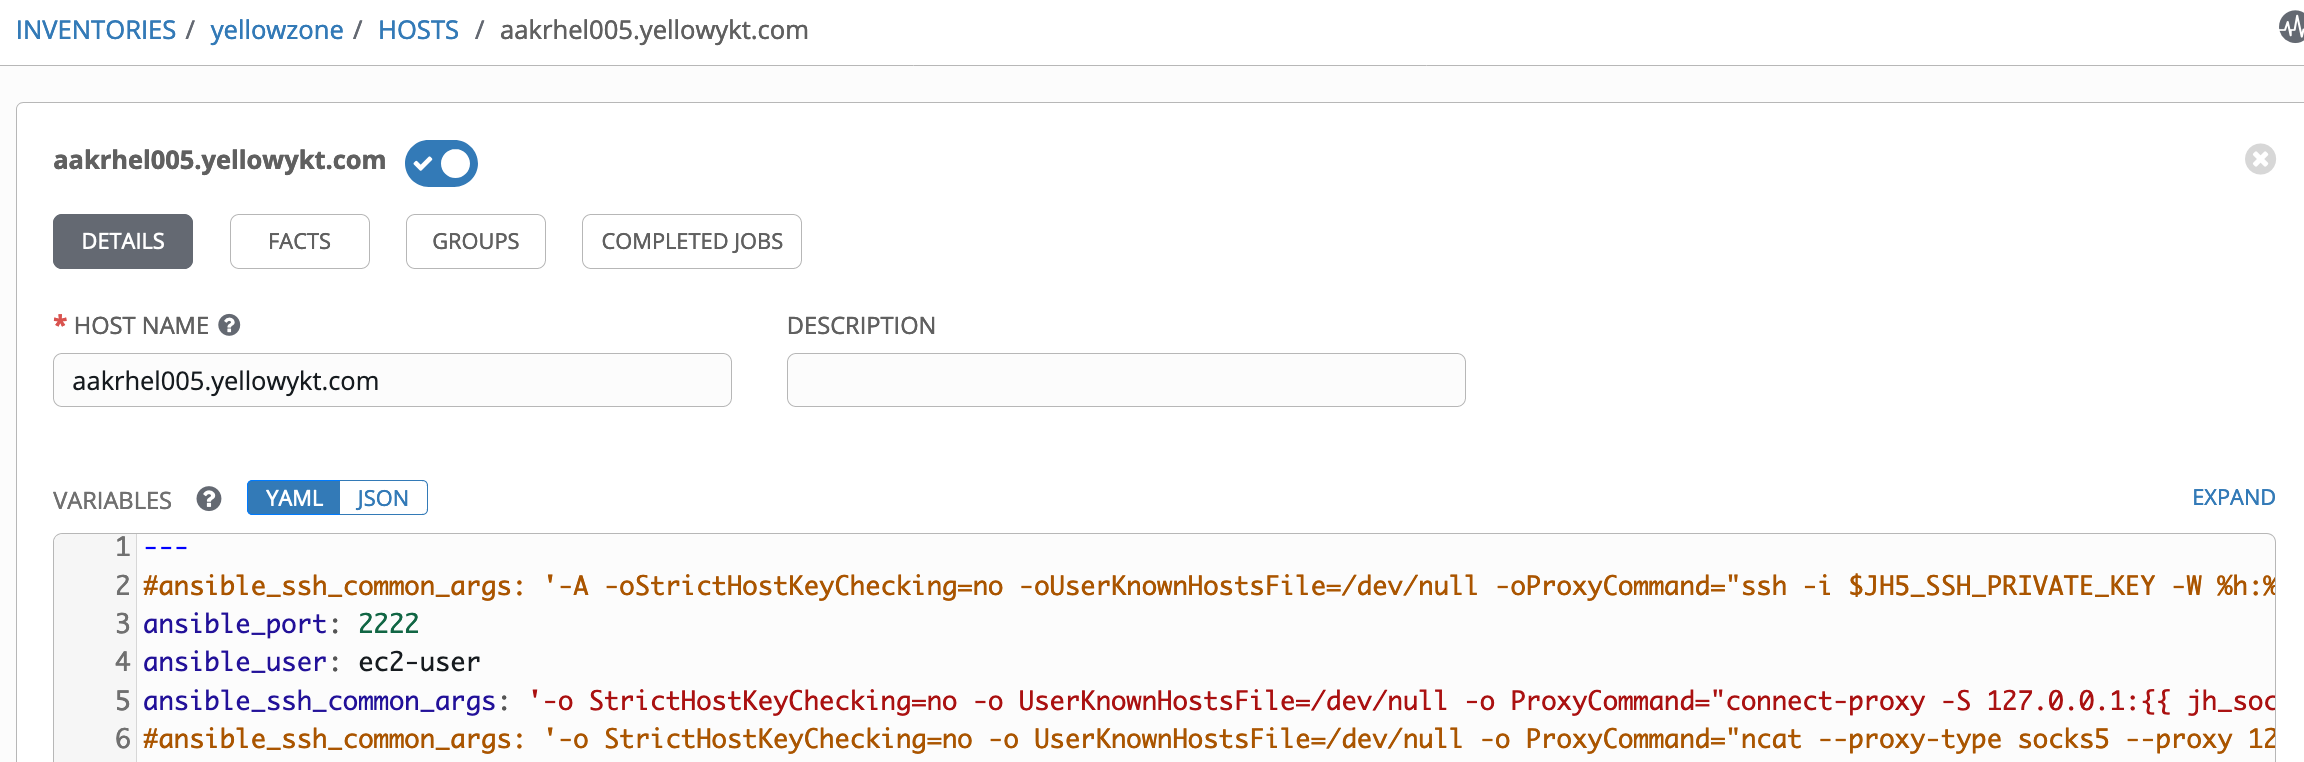 INVENTORIES / yellowzone / HOSTS / aakrhel005.yellowykt.com
aakrhel005.yellowykt.com
DETAILS FACTS GROUPS COMPLETED JOBS
* HOST NAME ? DESCRIPTION
aakrhel005.yellowykt.com
VARIABLES ? YAML JSON EXPAND
1 ---
2 #ansible_ssh_common_args: '-A -oStrictHostKeyChecking=no -oUserKnownHostsFile=/dev/null -oProxyCommand="ssh -i $JH5_SSH_PRIVATE_KEY -W %h:%
3 ansible_port: 2222
4 ansible_user: ec2-user
5 ansible_ssh_common_args: '-o StrictHostKeyChecking=no -o UserKnownHostsFile=/dev/null -o ProxyCommand="connect-proxy -S 127.0.0.1:{{ jh_soc
6 #ansible_ssh_common_args: '-o StrictHostKeyChecking=no -o UserKnownHostsFile=/dev/null -o ProxyCommand="ncat --proxy-type socks5 --proxy 12